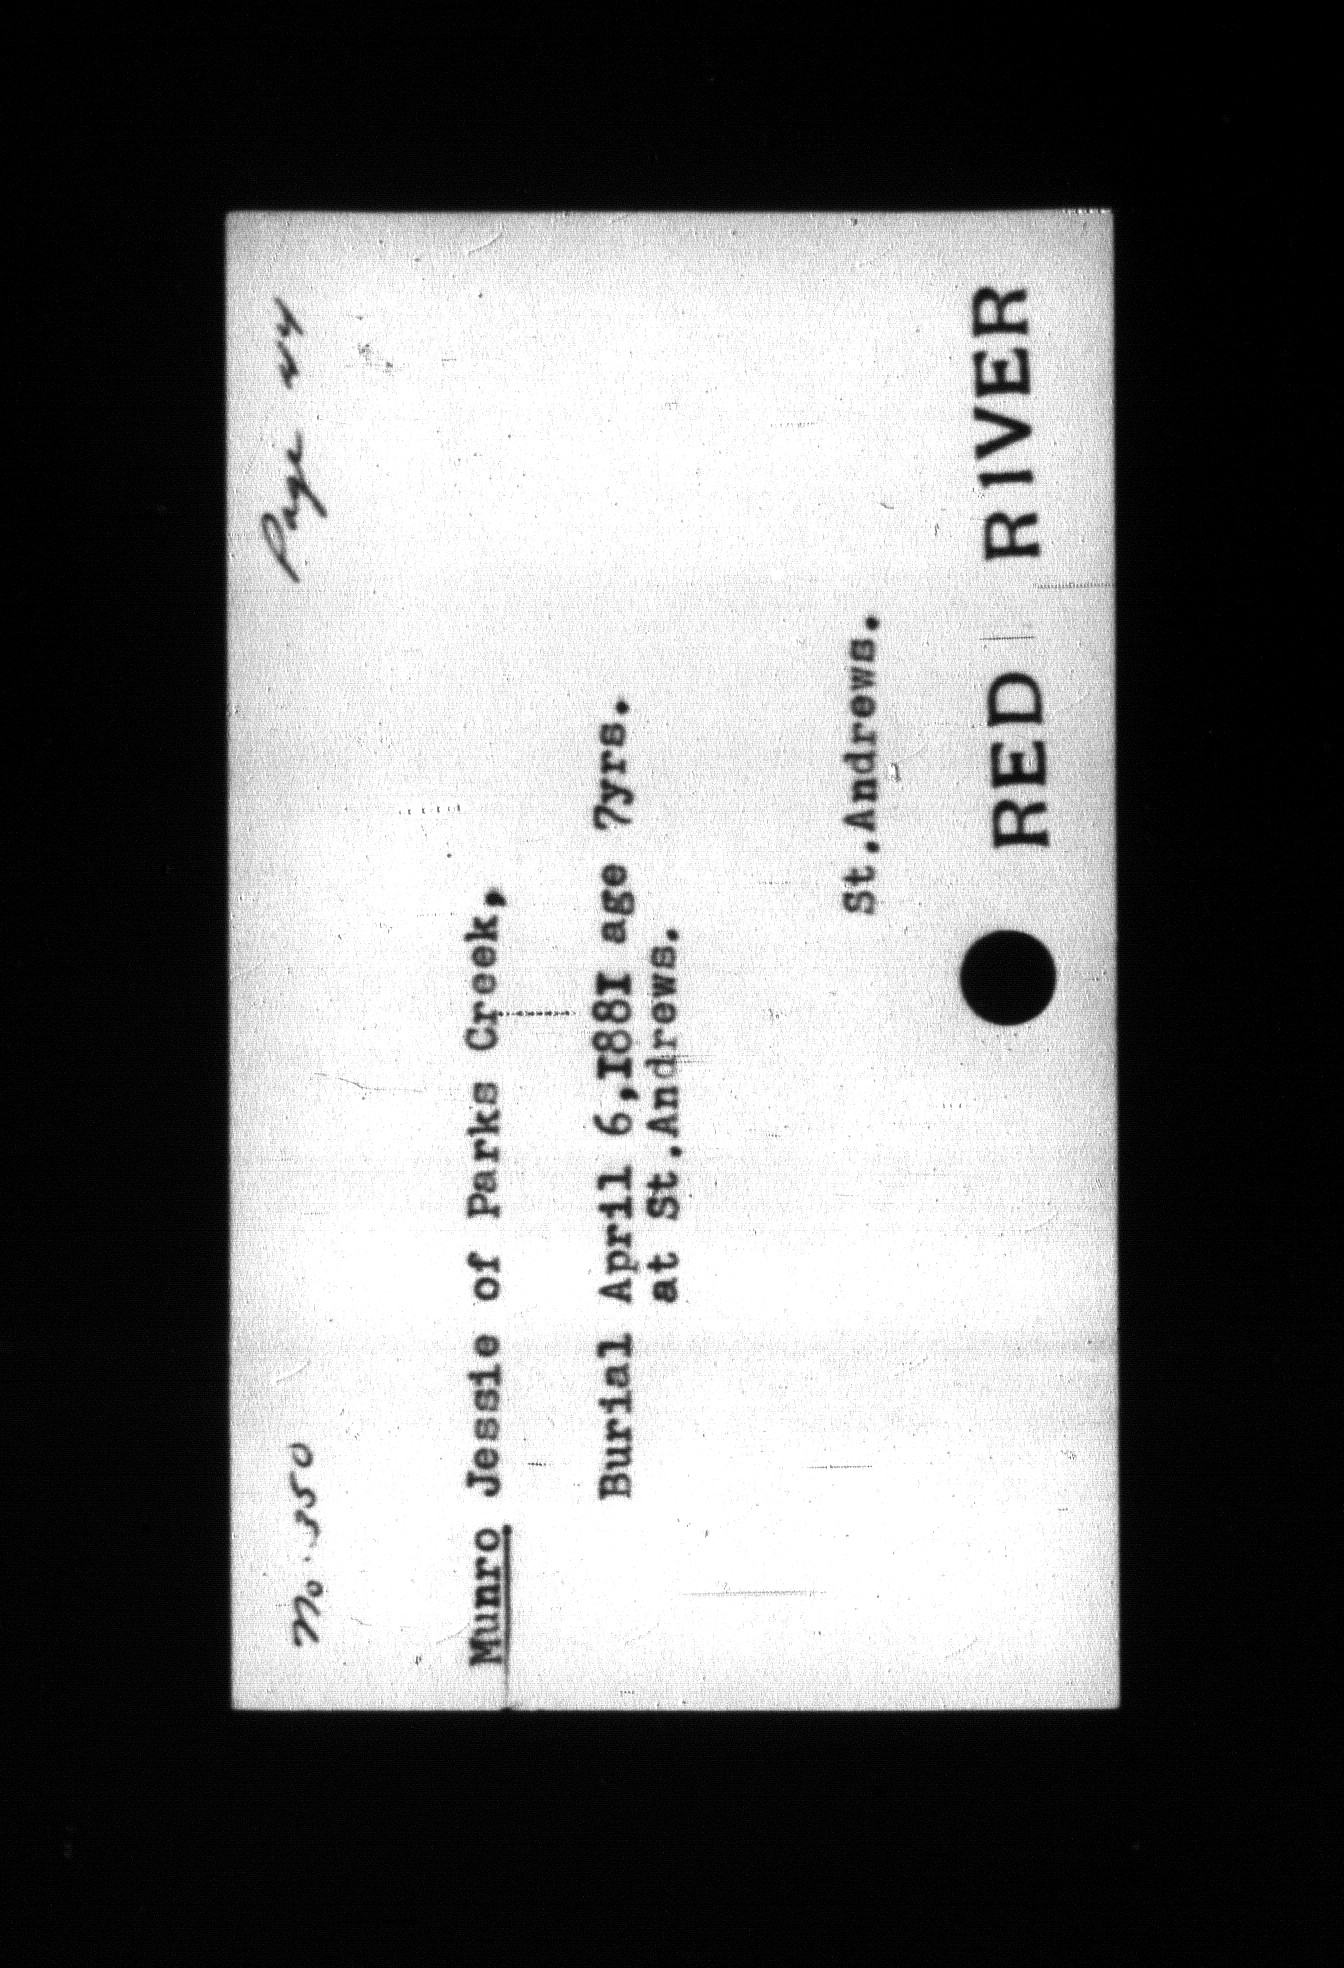 No. 350 Page 44
Munro Jessie of Parks Creek,
Burial April 6,I88I age 7yrs.
at St.Andrews.
St.Andrews.
RED RIVER